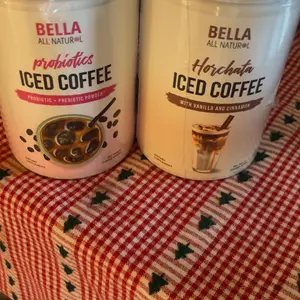 BELLA
ALL NATURAL
probiotics
ICED COFFEE
PROBIOTIC + PREBIOTIC POWDER
BELLA
ALL NATURAL
Horchata
ICED COFFEE
WITH VANILLA AND CINNAMON